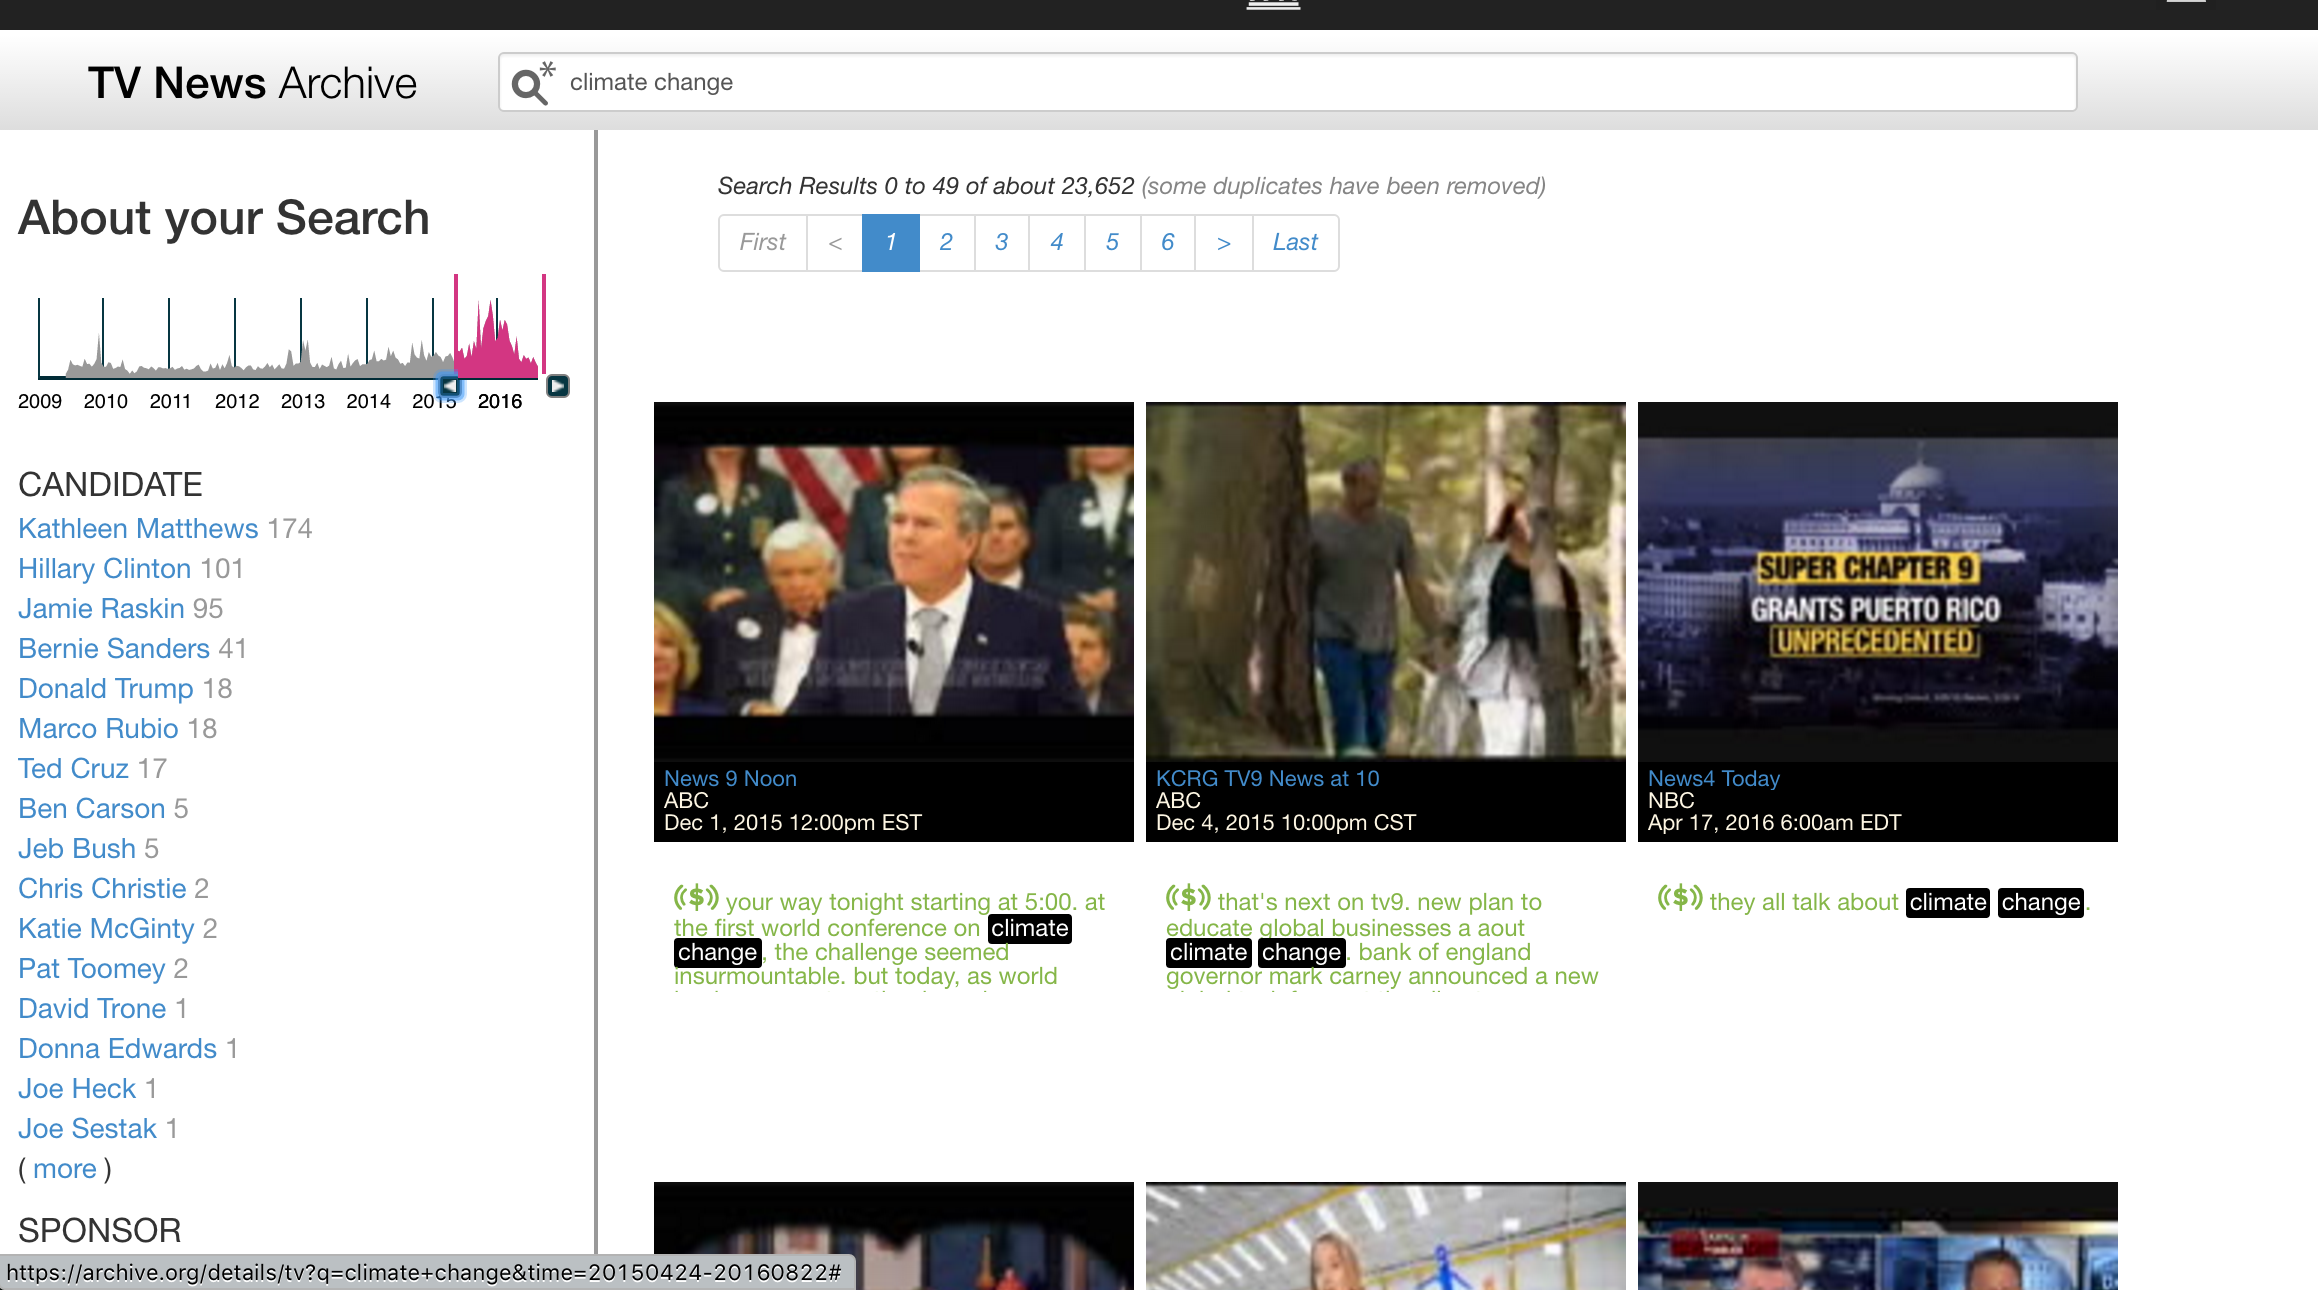 TV News Archive
climate change
About your Search
2009 2010 2011 2012 2013 2014 2015 2016
CANDIDATE
Kathleen Matthews 174
Hillary Clinton 101
Jamie Raskin 95
Bernie Sanders 41
Donald Trump 18
Marco Rubio 18
Ted Cruz 17
Ben Carson 5
Jeb Bush 5
Chris Christie 2
Katie McGinty 2
Pat Toomey 2
David Trone 1
Donna Edwards 1
Joe Heck 1
Joe Sestak 1
( more )
SPONSOR
https://archive.org/details/tv?q=climate+change&time=20150424-20160822#
Search Results 0 to 49 of about 23,652 (some duplicates have been removed)
First < 1 2 3 4 5 6 > Last
News 9 Noon
ABC
Dec 1, 2015 12:00pm EST
(($)) your way tonight starting at 5:00. at
the first world conference on climate
change, the challenge seemed
insurmountable. but today, as world
KCRG TV9 News at 10
ABC
Dec 4, 2015 10:00pm CST
(($)) that's next on tv9. new plan to
educate global businesses a aout
climate change. bank of england
governor mark carney announced a new
SUPER CHAPTER 9
GRANTS PUERTO RICO
UNPRECEDENTED
News4 Today
NBC
Apr 17, 2016 6:00am EDT
(($)) they all talk about climate change.